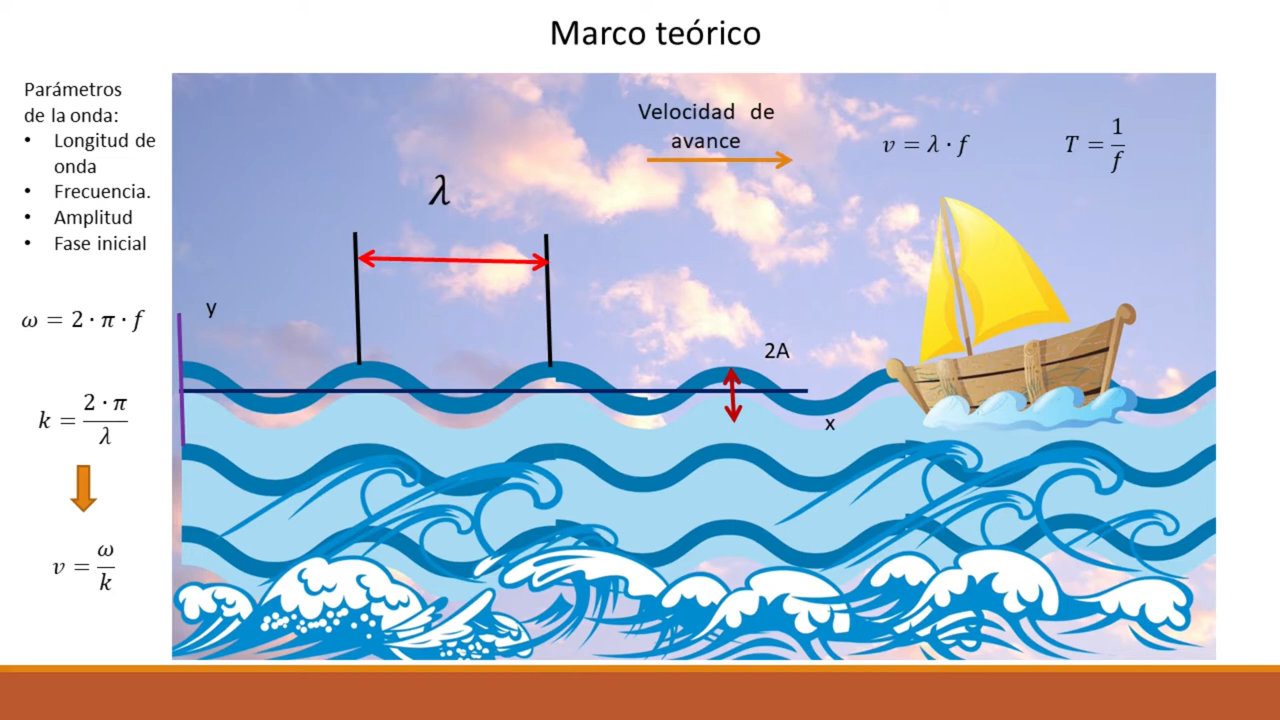 Marco teórico
Parámetros
de la onda:
• Longitud de
onda
• Frecuencia.
• Amplitud
• Fase inicial
ω = 2 · π · f
k = 2 · π / λ
v = ω / k
Velocidad de
avance
v = λ · f
T = 1 / f
λ
y
2A
x